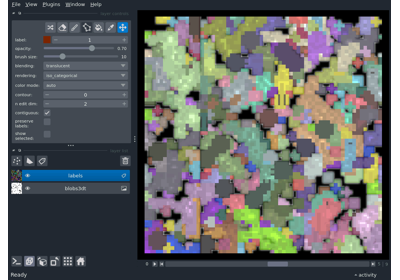 File View Plugins Window Help
label: 1
opacity: 0.70
brush size: 10
blending: translucent
rendering: iso_categorical
color mode: auto
contour: 0
n edit dim: 2
contiguous:
preserve
labels:
show
selected:
labels
blobs3dt
Ready
activity